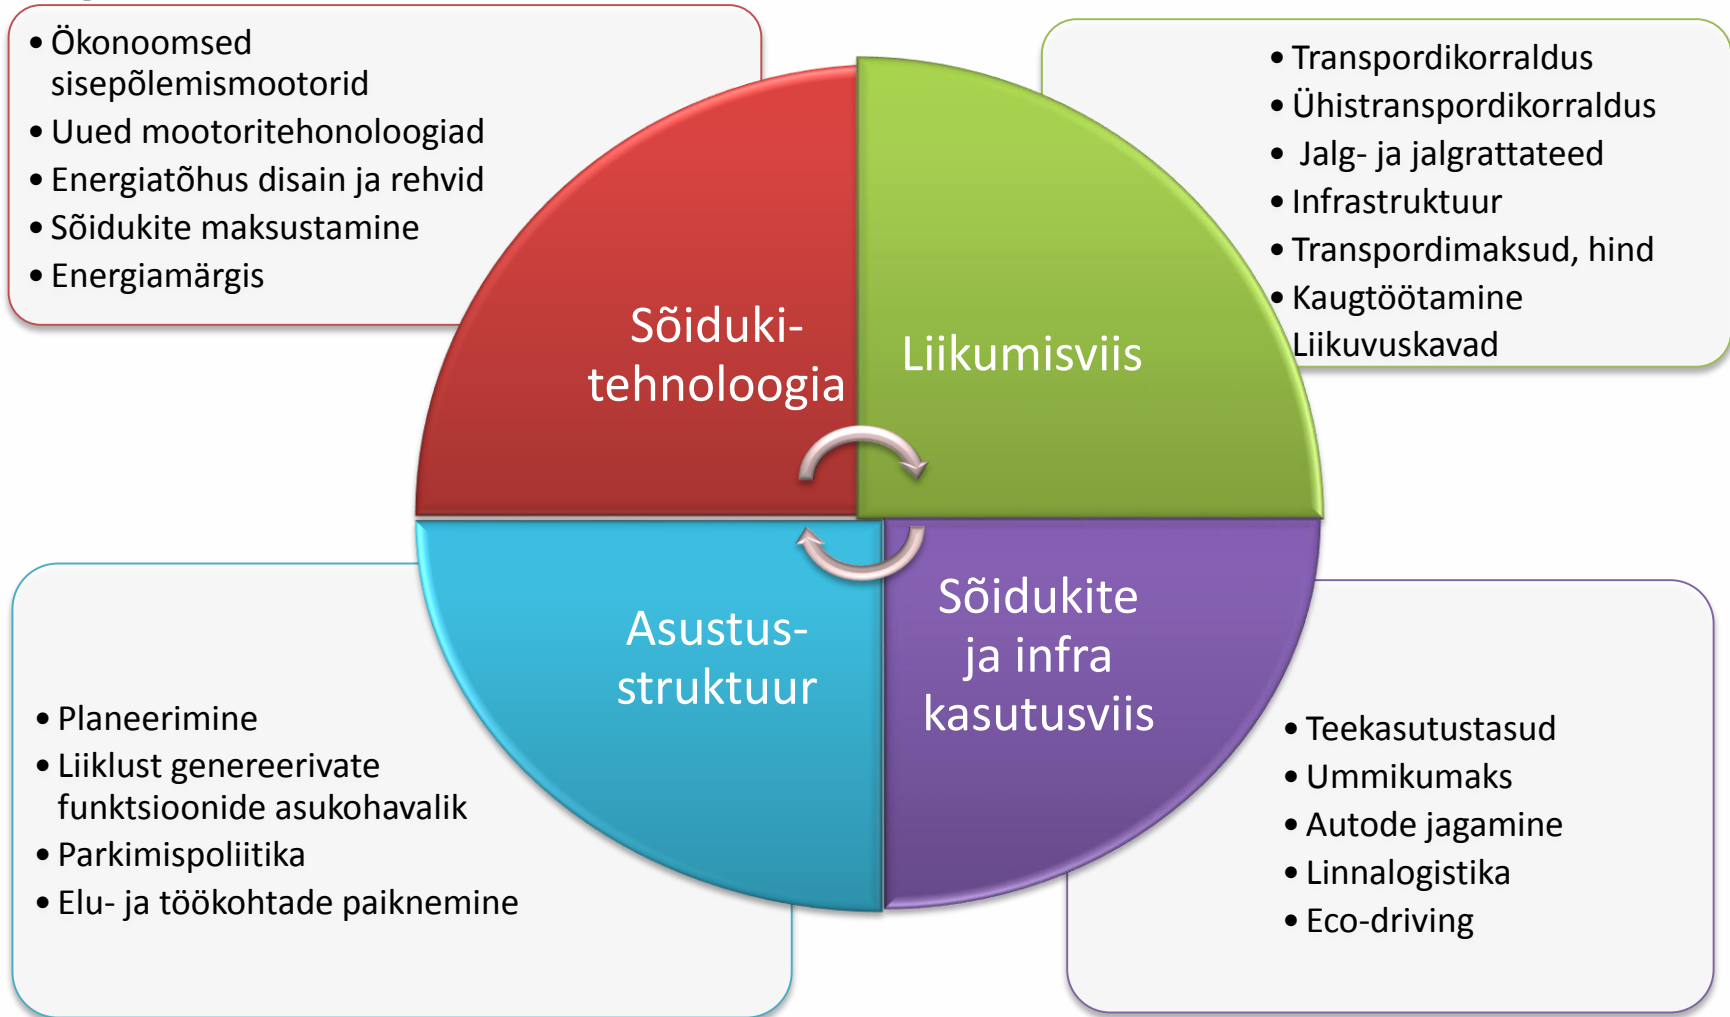 • Ökonoomsed
sisepõlemismootorid
• Uued mootoritehonoloogiad
• Energiatõhus disain ja rehvid
• Sõidukite maksustamine
• Energiamärgis
• Transpordikorraldus
• Ühistranspordikorraldus
• Jalg- ja jalgrattateed
• Infrastruktuur
• Transpordimaksud, hind
• Kaugtöötamine
Liikuvuskavad
Sõiduki-
tehnoloogia
Liikumisviis
Asustus-
struktuur
Sõidukite
ja infra
kasutusviis
• Planeerimine
• Liiklust genereerivate
funktsioonide asukohavalik
• Parkimispoliitika
• Elu- ja töökohtade paiknemine
• Teekasutustasud
• Ummikumaks
• Autode jagamine
• Linnalogistika
• Eco-driving